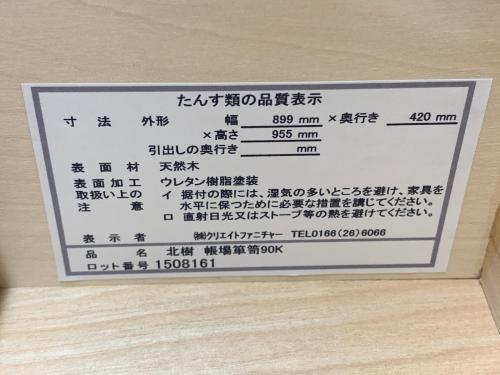 たんす類の品質表示
寸法 外形 幅 899 mm ×奥行き 420 mm
×高さ 955 mm
引出しの奥行き mm
表面材 天然木
表面加工 ウレタン樹脂塗装
取扱い上の イ 据付の際には、湿気の多いところを避け、家具を
注意 水平に保つために必要な措置を講じてください。
ロ 直射日光又はストーブ等の熱を避けてください。
表示者 ㈱クリエイトファニチャー TEL0166(26)6066
品名 北樹 帳場箪笥90K
ロット番号 1508161